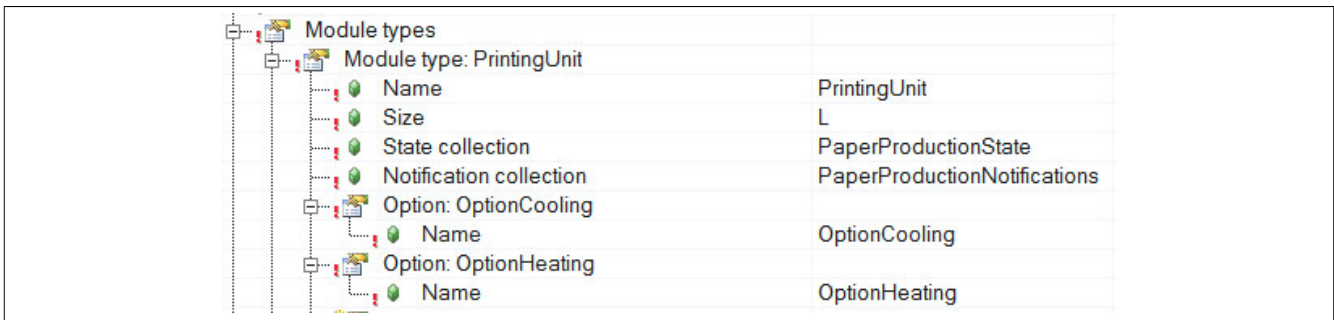 Module types
Module type: PrintingUnit
Name PrintingUnit
Size L
State collection PaperProductionState
Notification collection PaperProductionNotifications
Option: OptionCooling
Name OptionCooling
Option: OptionHeating
Name OptionHeating